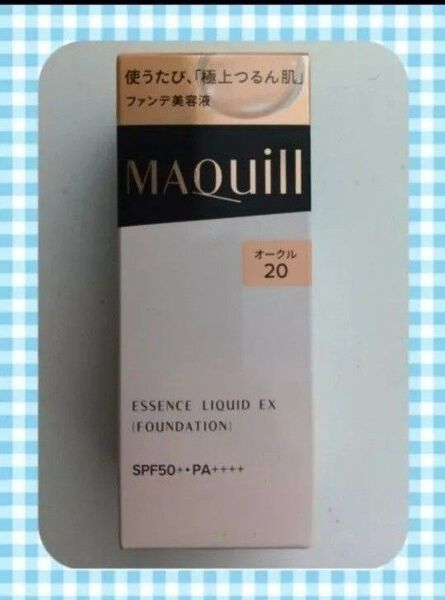 使うたび、「極上つるん肌」
ファンデ美容液
MAQuill
オークル
20
ESSENCE LIQUID EX
(FOUNDATION)
SPF50+・PA++++